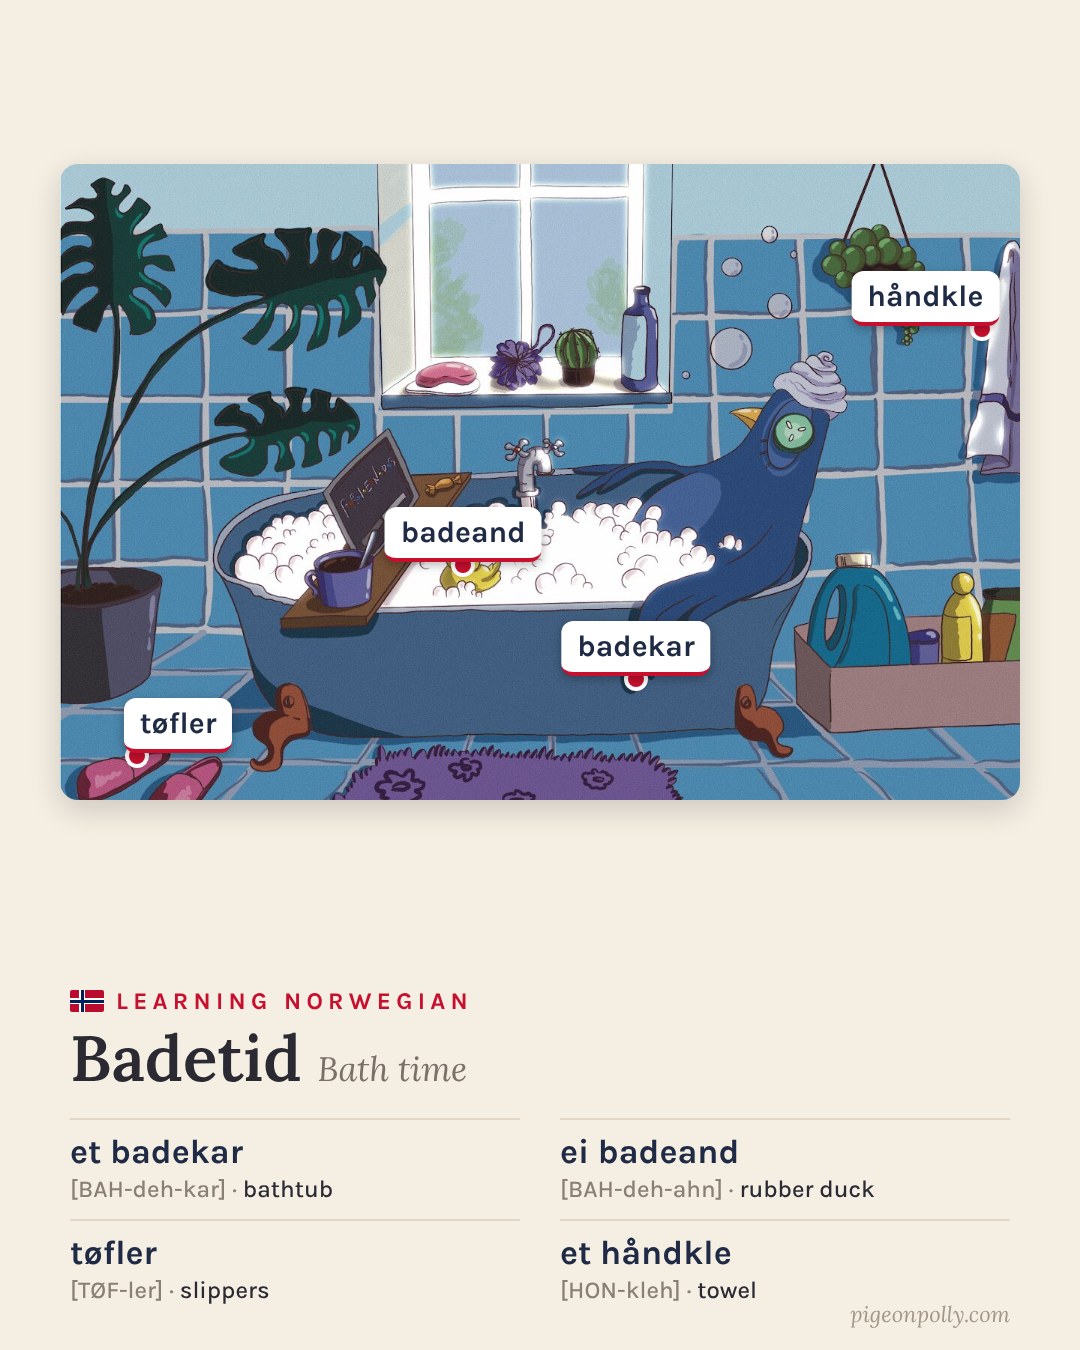 håndkle
badeand
badekar
tøfler
LEARNING NORWEGIAN
Badetid Bath time
et badekar
[BAH-deh-kar] · bathtub
ei badeand
[BAH-deh-ahn] · rubber duck
tøfler
[TØF-ler] · slippers
et håndkle
[HON-kleh] · towel
pigeonpolly.com